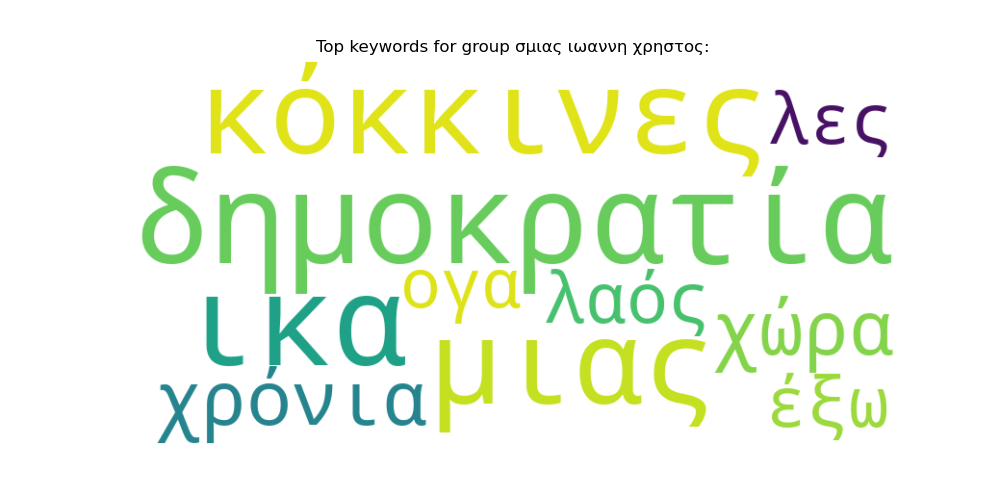 Top keywords for group σμιας ιωαννη χρηστος:
κόκκινες λες
δημοκρατία
ογα λαός
ικα χώρα
μιας
χρόνια έξω